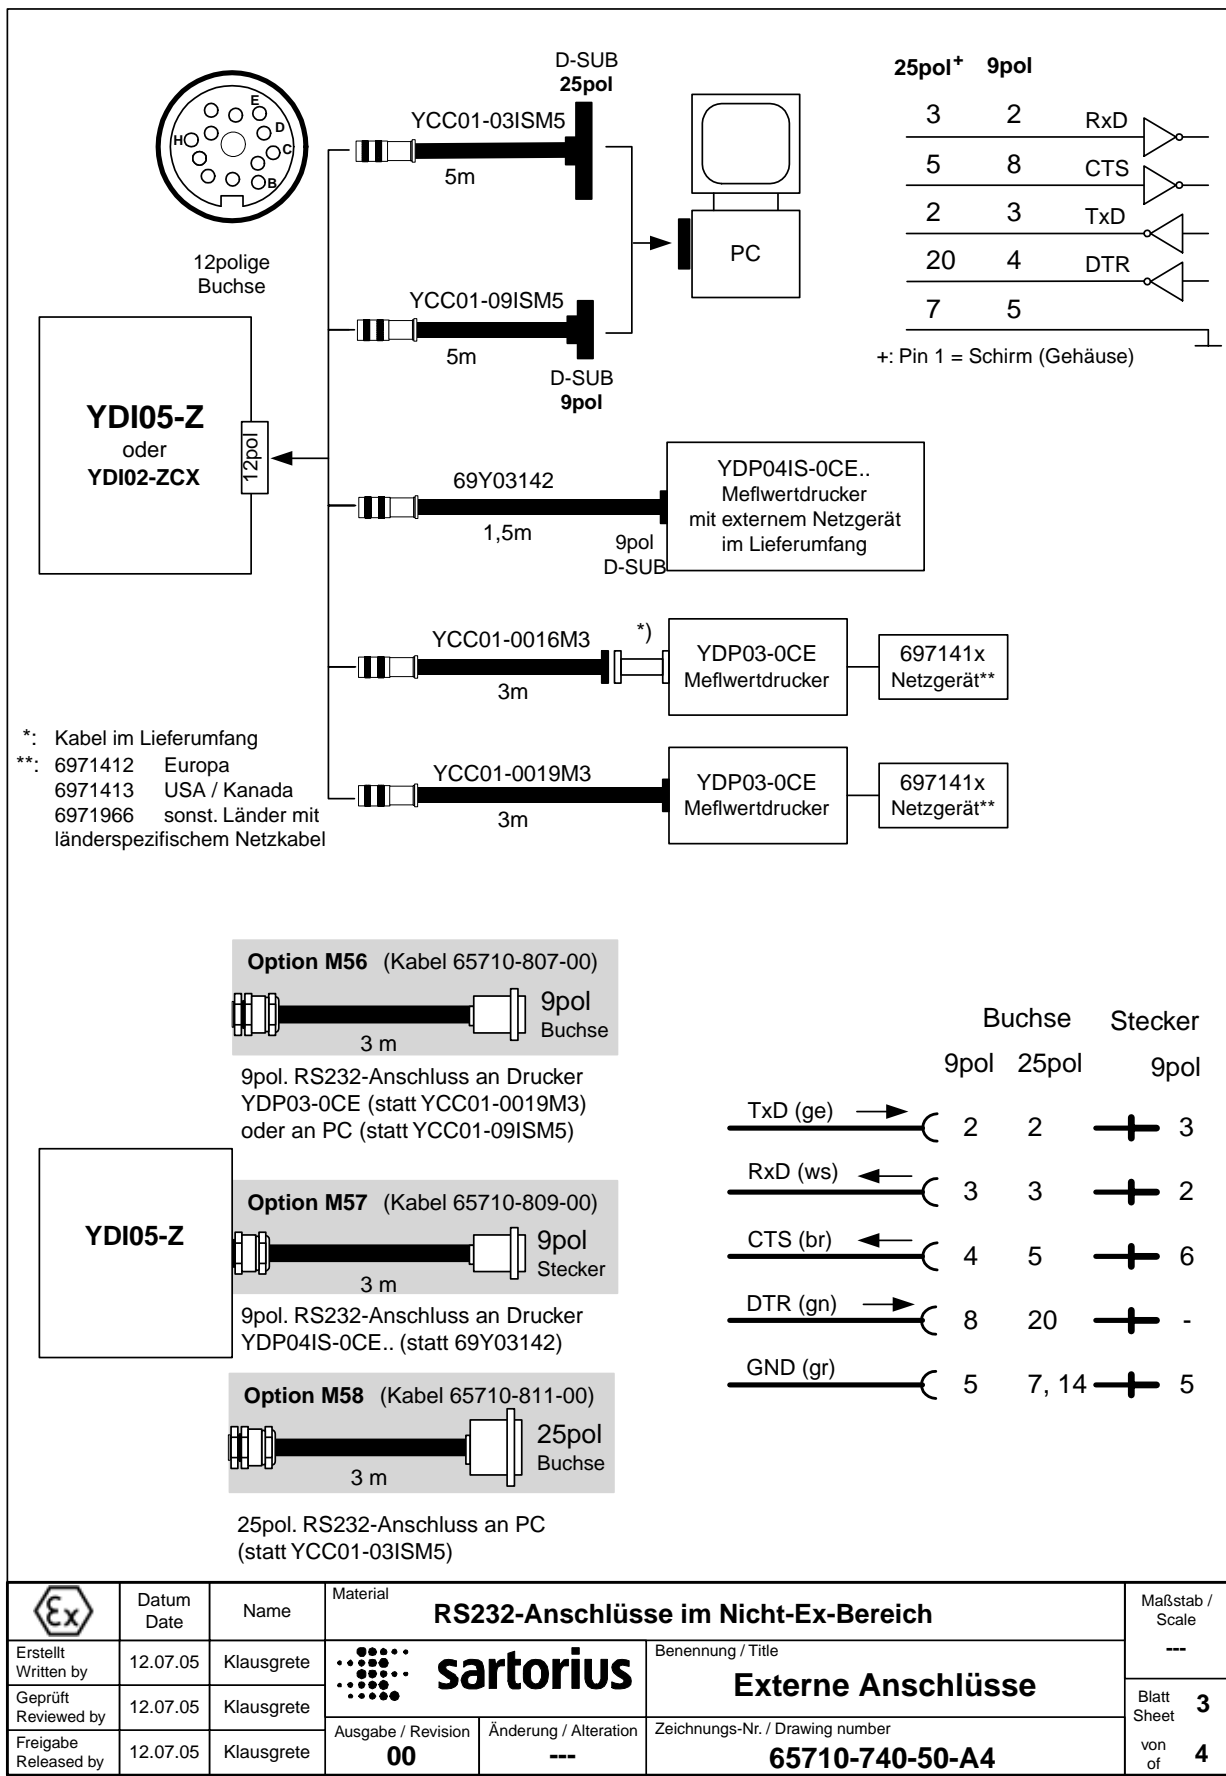 D-SUB
25pol
25pol+ 9pol
E
D
H
C
B
YCC01-03ISM5
5m
12polige
Buchse
YCC01-09ISM5
5m
D-SUB
9pol
PC
3 2 RxD
5 8 CTS
2 3 TxD
20 4 DTR
7 5
+: Pin 1 = Schirm (Gehäuse)
YDI05-Z
oder
YDI02-ZCX
12pol
69Y03142
1,5m
9pol
D-SUB
YDP04IS-0CE..
Meflwertdrucker
mit externem Netzgerät
im Lieferumfang
YCC01-0016M3
3m
*)
YDP03-0CE
Meflwertdrucker
697141x
Netzgerät**
*: Kabel im Lieferumfang
**: 6971412 Europa
6971413 USA / Kanada
6971966 sonst. Länder mit
länderspezifischem Netzkabel
YCC01-0019M3
3m
YDP03-0CE
Meflwertdrucker
697141x
Netzgerät**
Option M56 (Kabel 65710-807-00)
9pol
Buchse
3 m
9pol. RS232-Anschluss an Drucker
YDP03-0CE (statt YCC01-0019M3)
oder an PC (statt YCC01-09ISM5)
YDI05-Z
Option M57 (Kabel 65710-809-00)
9pol
Stecker
3 m
9pol. RS232-Anschluss an Drucker
YDP04IS-0CE.. (statt 69Y03142)
Option M58 (Kabel 65710-811-00)
25pol
Buchse
3 m
25pol. RS232-Anschluss an PC
(statt YCC01-03ISM5)
Buchse Stecker
9pol 25pol 9pol
TxD (ge) 2 2 3
RxD (ws) 3 3 2
CTS (br) 4 5 6
DTR (gn) 8 20 -
GND (gr) 5 7, 14 5
Ex
Datum
Date
Name
Material
RS232-Anschlüsse im Nicht-Ex-Bereich
Maßstab /
Scale
---
Erstellt
Written by
12.07.05 Klausgrete
sartorius
Benennung / Title
Externe Anschlüsse
Geprüft
Reviewed by
12.07.05 Klausgrete
Blatt
Sheet
3
Freigabe
Released by
12.07.05 Klausgrete
Ausgabe / Revision
00
Änderung / Alteration
---
Zeichnungs-Nr. / Drawing number
65710-740-50-A4
von
of
4